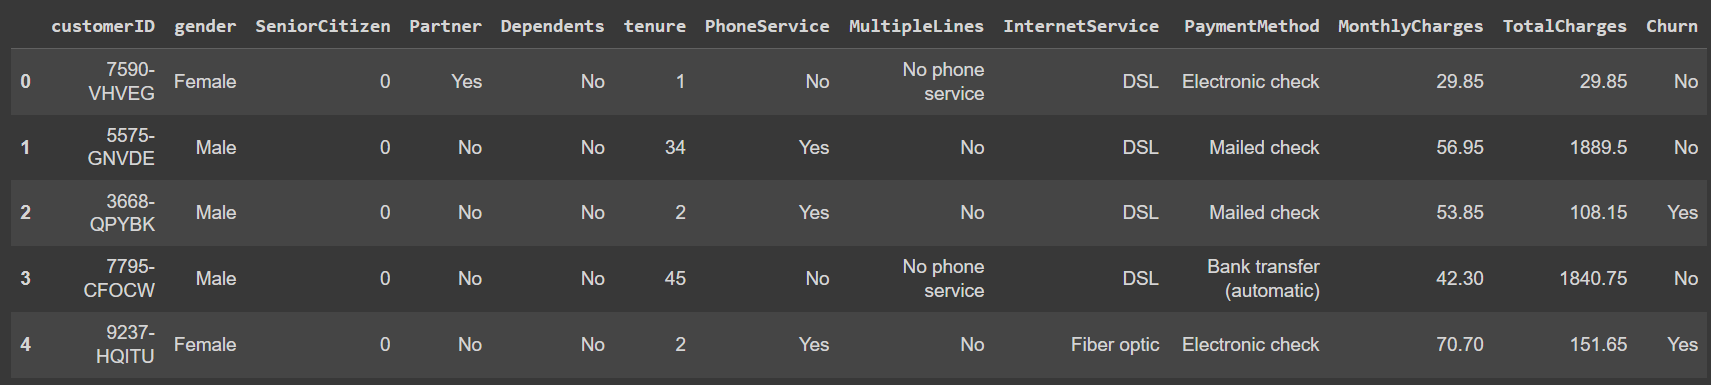 customerID gender SeniorCitizen Partner Dependents tenure PhoneService MultipleLines InternetService PaymentMethod MonthlyCharges TotalCharges Churn
0 7590-VHVEG Female 0 Yes No 1 No No phone service DSL Electronic check 29.85 29.85 No
1 5575-GNVDE Male 0 No No 34 Yes No DSL Mailed check 56.95 1889.5 No
2 3668-QPYBK Male 0 No No 2 Yes No DSL Mailed check 53.85 108.15 Yes
3 7795-CFOCW Male 0 No No 45 No No phone service DSL Bank transfer (automatic) 42.30 1840.75 No
4 9237-HQITU Female 0 No No 2 Yes No Fiber optic Electronic check 70.70 151.65 Yes